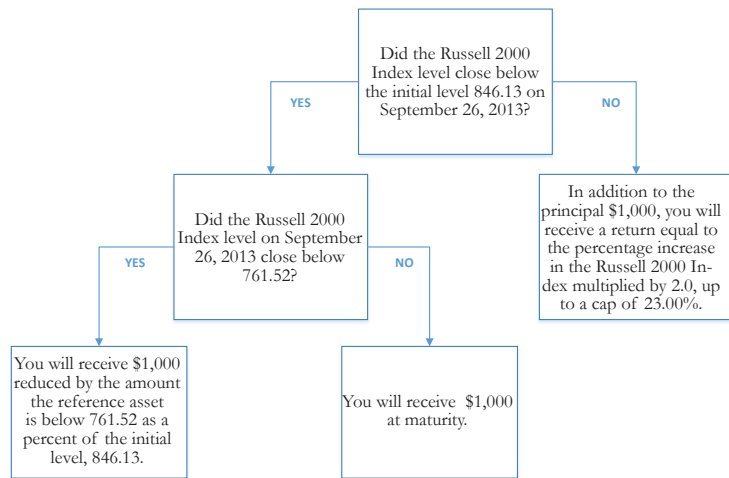 Did the Russell 2000
Index level close below
the initial level 846.13 on
September 26, 2013?
YES
NO
Did the Russell 2000
Index level on September
26, 2013 close below
761.52?
In addition to the
principal $1,000, you will
receive a return equal to
the percentage increase
in the Russell 2000 In-
dex multiplied by 2.0, up
to a cap of 23.00%.
YES
NO
You will receive $1,000
reduced by the amount
the reference asset
is below 761.52 as a
percent of the initial
level, 846.13.
You will receive $1,000
at maturity.